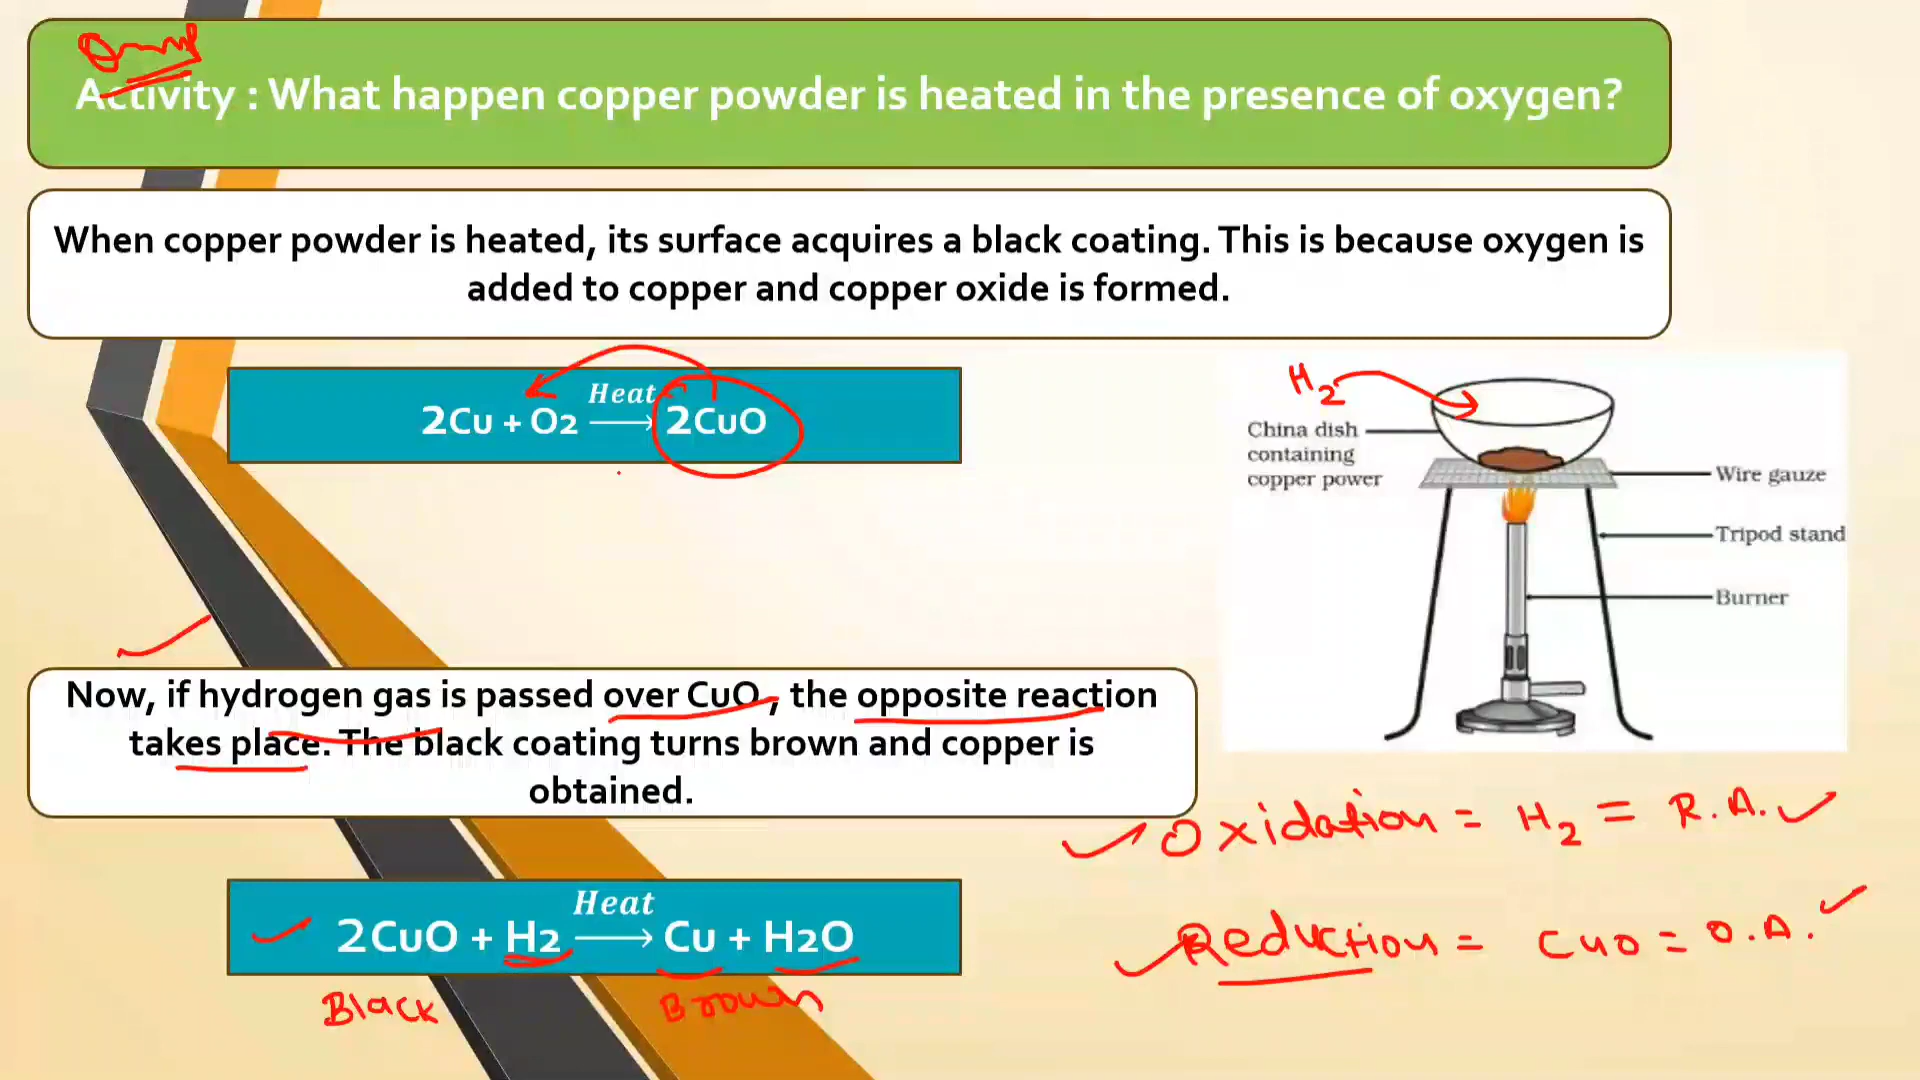 Activity : What happen copper powder is heated in the presence of oxygen?
When copper powder is heated, its surface acquires a black coating. This is because oxygen is
added to copper and copper oxide is formed.
2Cu + O2 Heat ⟶ 2CuO
H2
China dish
containing
copper power
Wire gauze
Tripod stand
Burner
Now, if hydrogen gas is passed over CuO , the opposite reaction
takes place. The black coating turns brown and copper is
obtained.
Oxidation = H2 = R.A.
2CuO + H2 Heat ⟶ Cu + H2O
Reduction = CuO = O.A.
Black
Brown